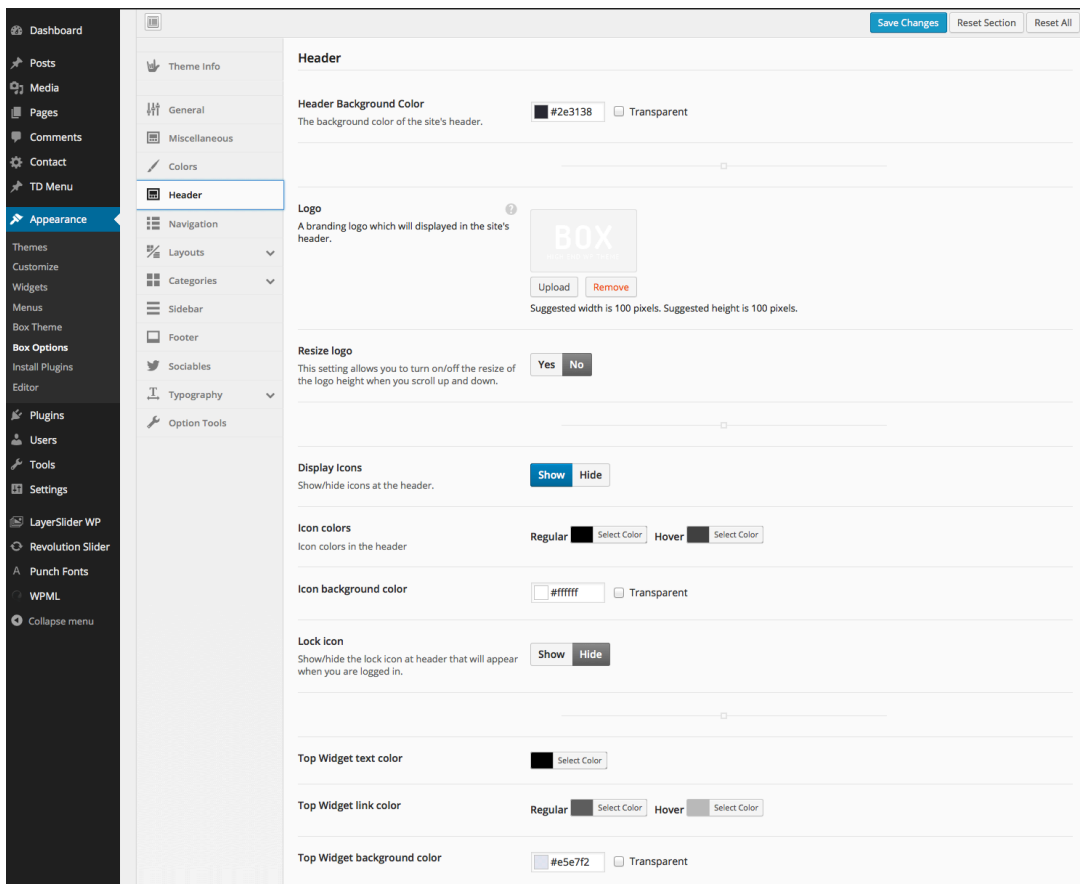 Dashboard
Posts
Media
Pages
Comments
Contact
TD Menu
Appearance
Themes
Customize
Widgets
Menus
Box Theme
Box Options
Install Plugins
Editor
Plugins
Users
Tools
Settings
LayerSlider WP
Revolution Slider
Punch Fonts
WPML
Collapse menu
Theme Info
General
Miscellaneous
Colors
Header
Navigation
Layouts
Categories
Sidebar
Footer
Sociables
Typography
Option Tools
Save Changes Reset Section Reset All
Header
Header Background Color
The background color of the site's header.
#2e3138 Transparent
Logo ?
A branding logo which will displayed in the site's
header.
BOX
Upload Remove
Suggested width is 100 pixels. Suggested height is 100 pixels.
Resize logo
This setting allows you to turn on/off the resize of
the logo height when you scroll up and down.
Yes No
Display Icons
Show/hide icons at the header.
Show Hide
Icon colors
Icon colors in the header
Regular Select Color Hover Select Color
Icon background color
#ffffff Transparent
Lock icon
Show/hide the lock icon at header that will appear
when you are logged in.
Show Hide
Top Widget text color
Select Color
Top Widget link color
Regular Select Color Hover Select Color
Top Widget background color
#e5e7f2 Transparent